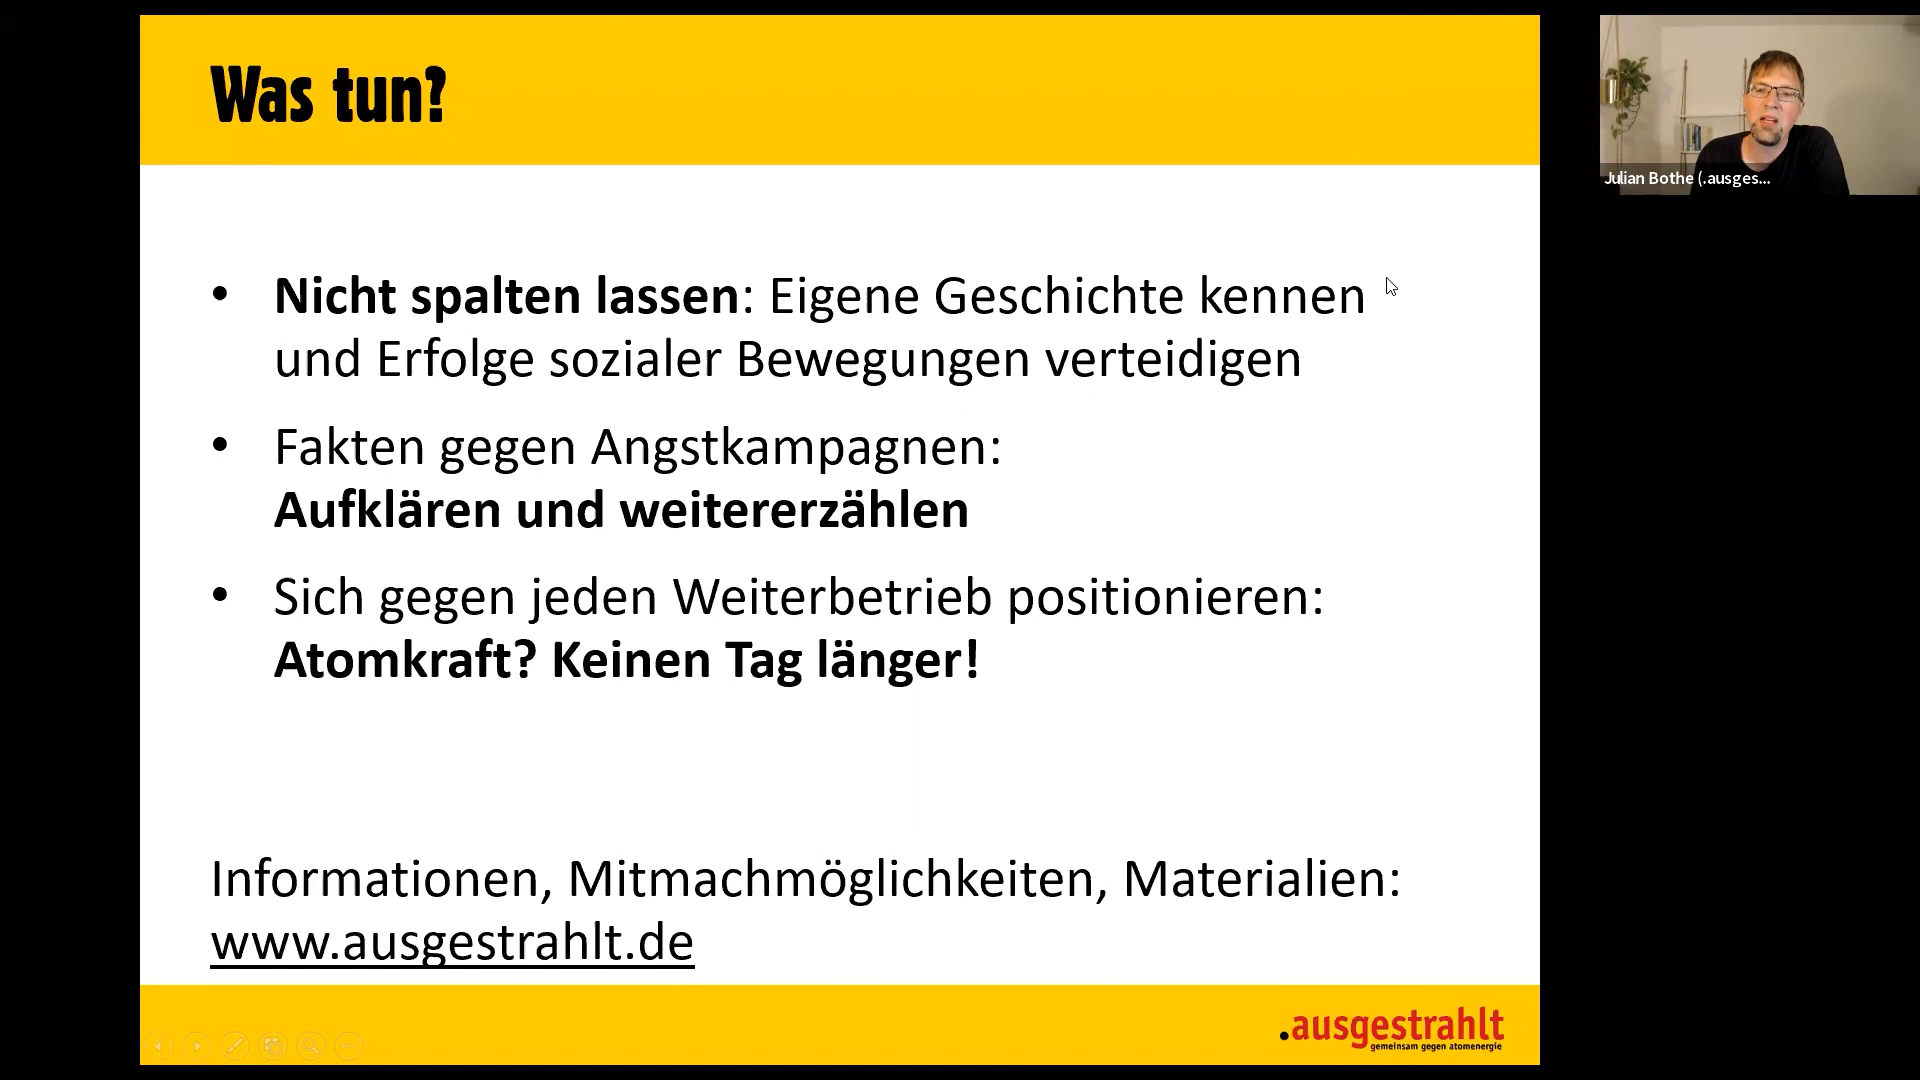 Was tun?
• Nicht spalten lassen: Eigene Geschichte kennen
und Erfolge sozialer Bewegungen verteidigen
• Fakten gegen Angstkampagnen:
Aufklären und weitererzählen
• Sich gegen jeden Weiterbetrieb positionieren:
Atomkraft? Keinen Tag länger!
Informationen, Mitmachmöglichkeiten, Materialien:
www.ausgestrahlt.de
.ausgestrahlt
gemeinsam gegen atomenergie
Julian Bothe (.ausges...